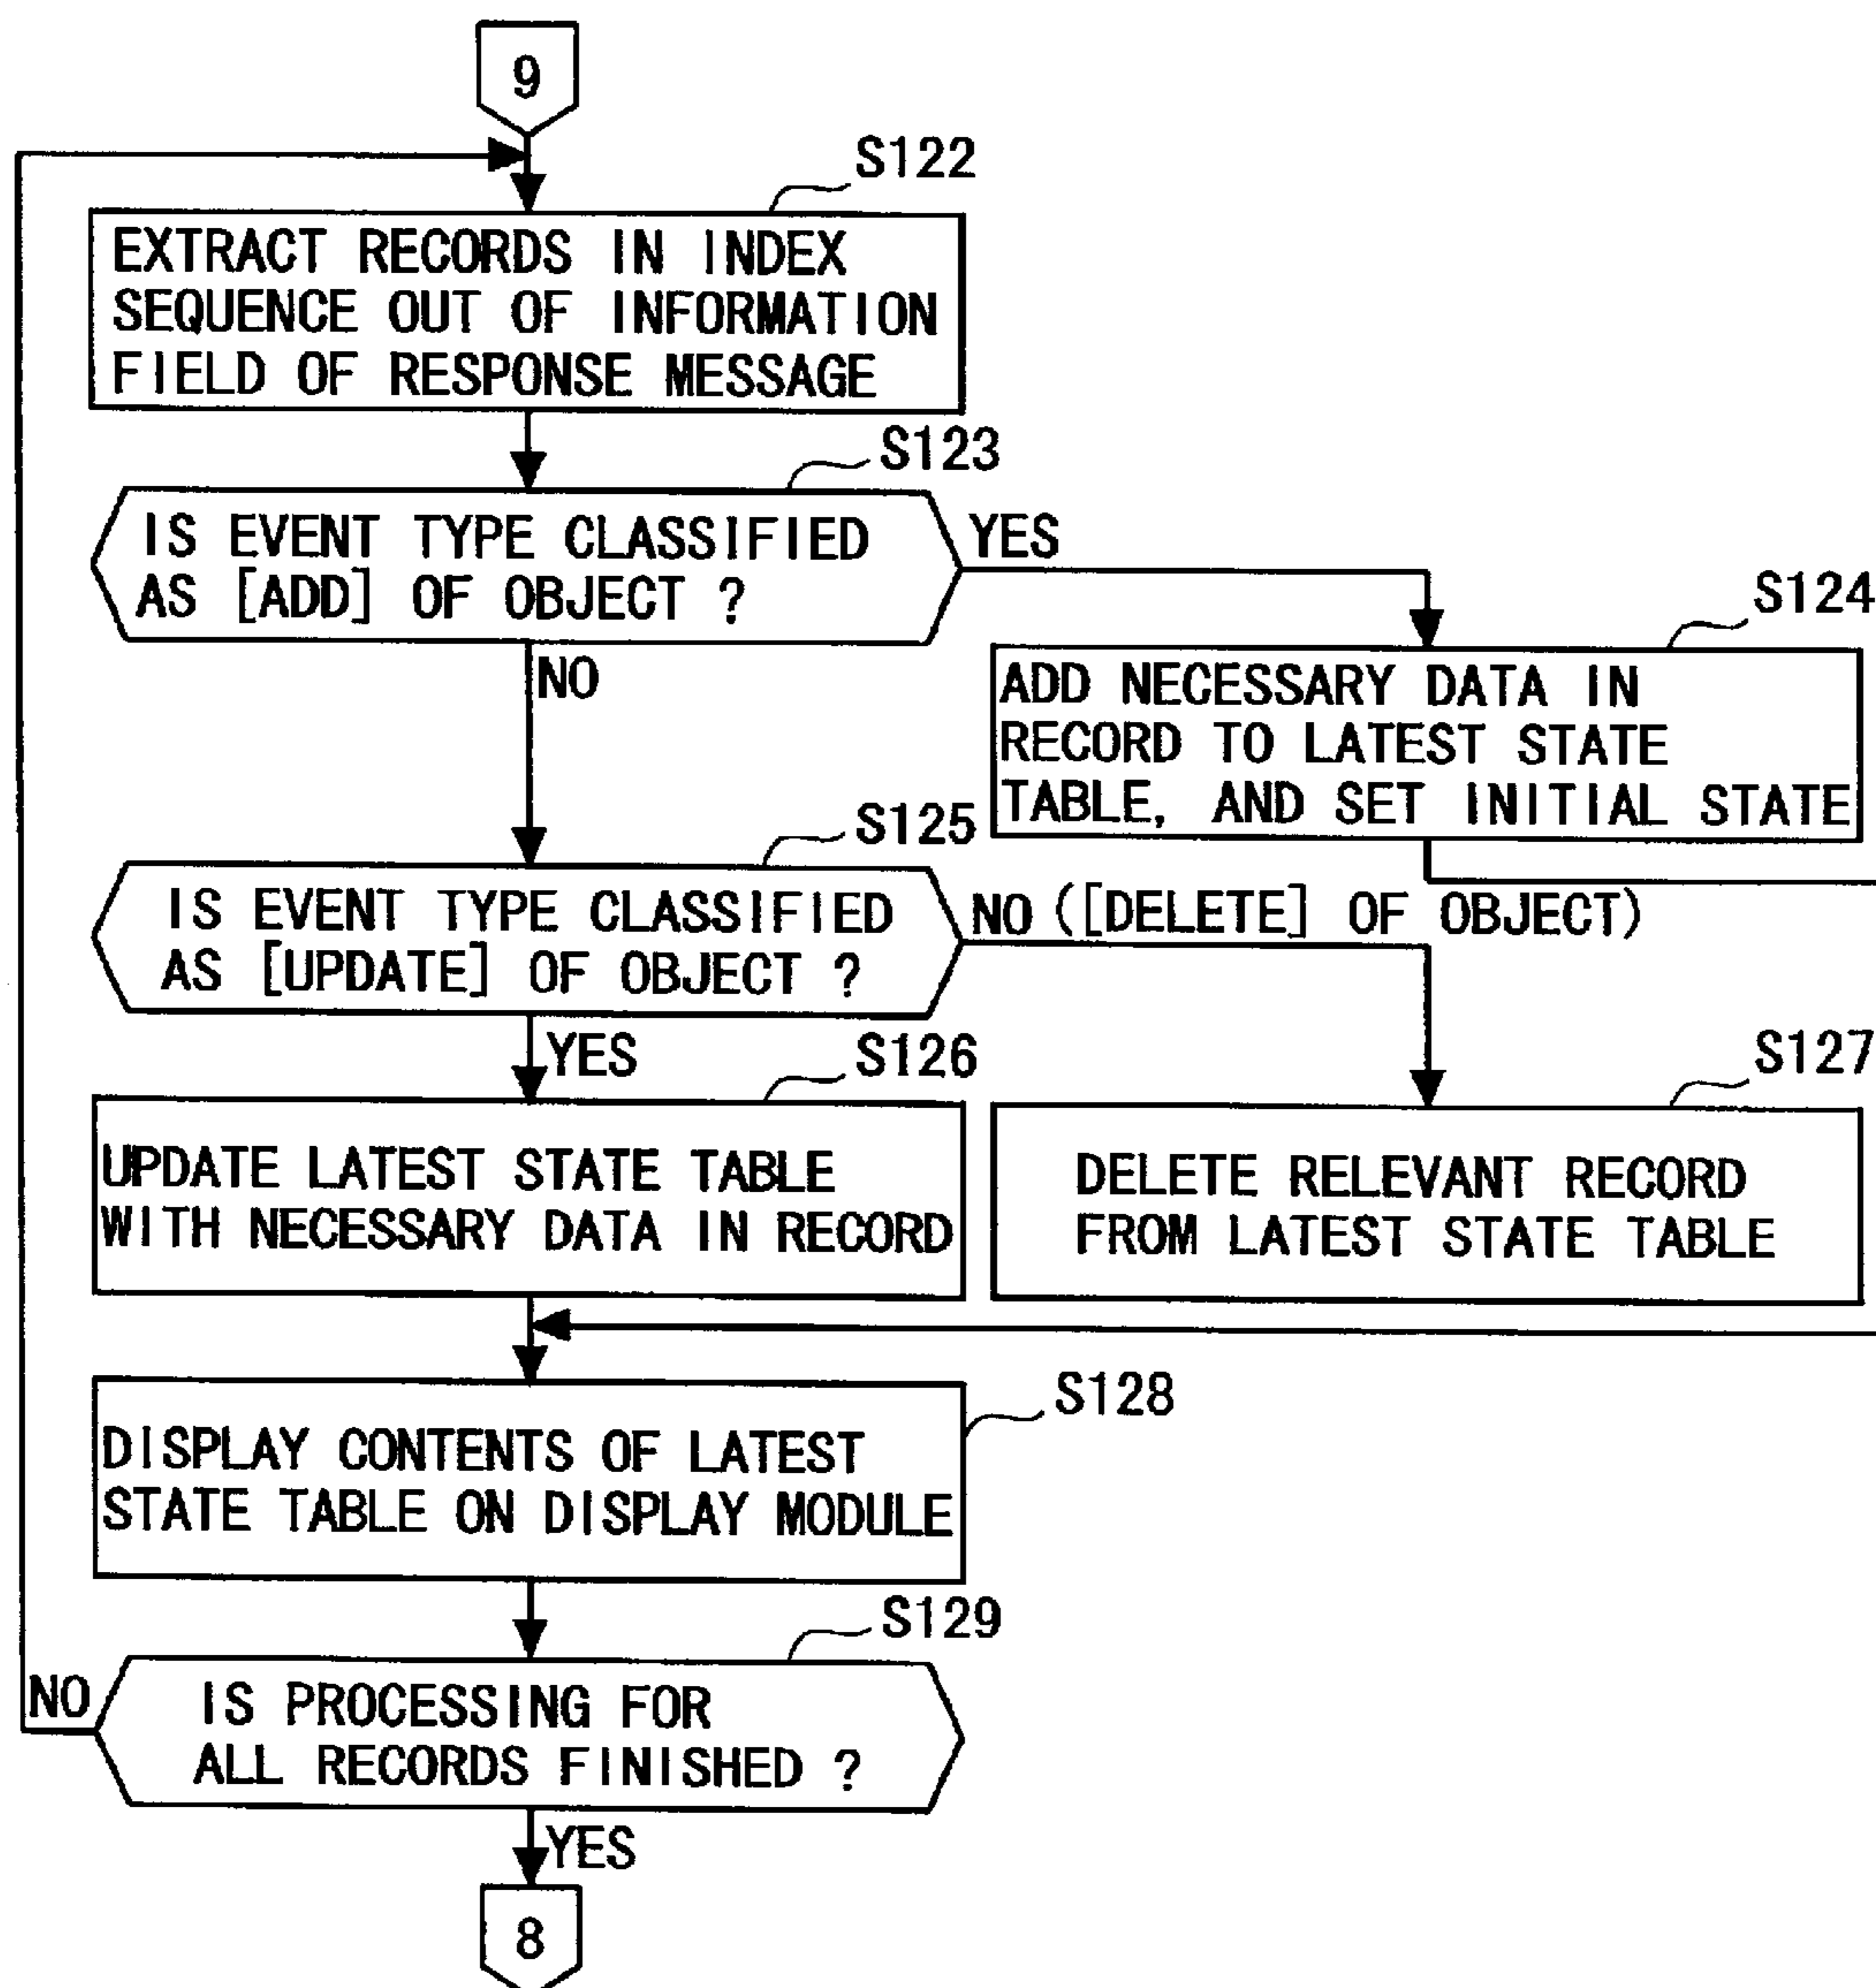 9
S122
EXTRACT RECORDS IN INDEX
SEQUENCE OUT OF INFORMATION
FIELD OF RESPONSE MESSAGE
S123
IS EVENT TYPE CLASSIFIED
AS [ADD] OF OBJECT ?
YES
NO
S124
ADD NECESSARY DATA IN
RECORD TO LATEST STATE
TABLE, AND SET INITIAL STATE
S125
IS EVENT TYPE CLASSIFIED
AS [UPDATE] OF OBJECT ?
NO ([DELETE] OF OBJECT)
YES
S126
UPDATE LATEST STATE TABLE
WITH NECESSARY DATA IN RECORD
S127
DELETE RELEVANT RECORD
FROM LATEST STATE TABLE
S128
DISPLAY CONTENTS OF LATEST
STATE TABLE ON DISPLAY MODULE
S129
IS PROCESSING FOR
ALL RECORDS FINISHED ?
NO
YES
8